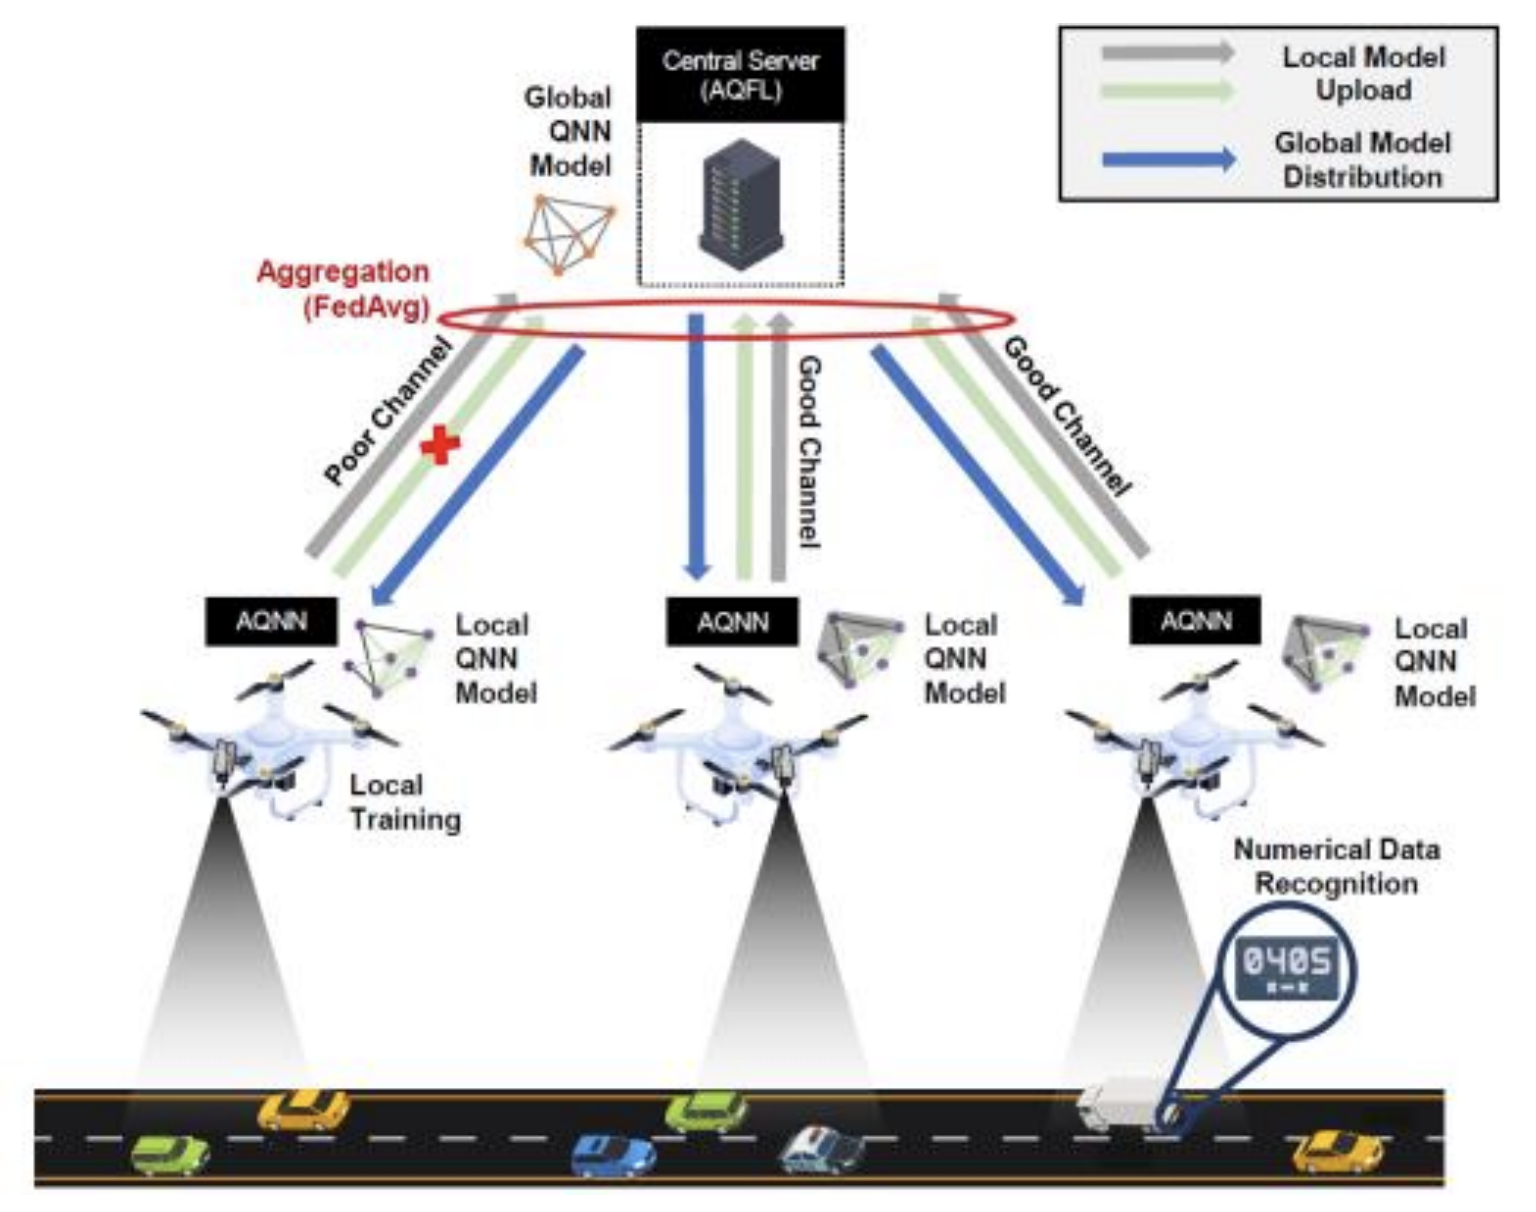 Central Server
(AQFL)
Global
QNN
Model
Local Model
Upload
Global Model
Distribution
Aggregation
(FedAvg)
Poor Channel
Good Channel
Good Channel
AQNN
Local
QNN
Model
AQNN
Local
QNN
Model
AQNN
Local
QNN
Model
Local
Training
Numerical Data
Recognition
0405